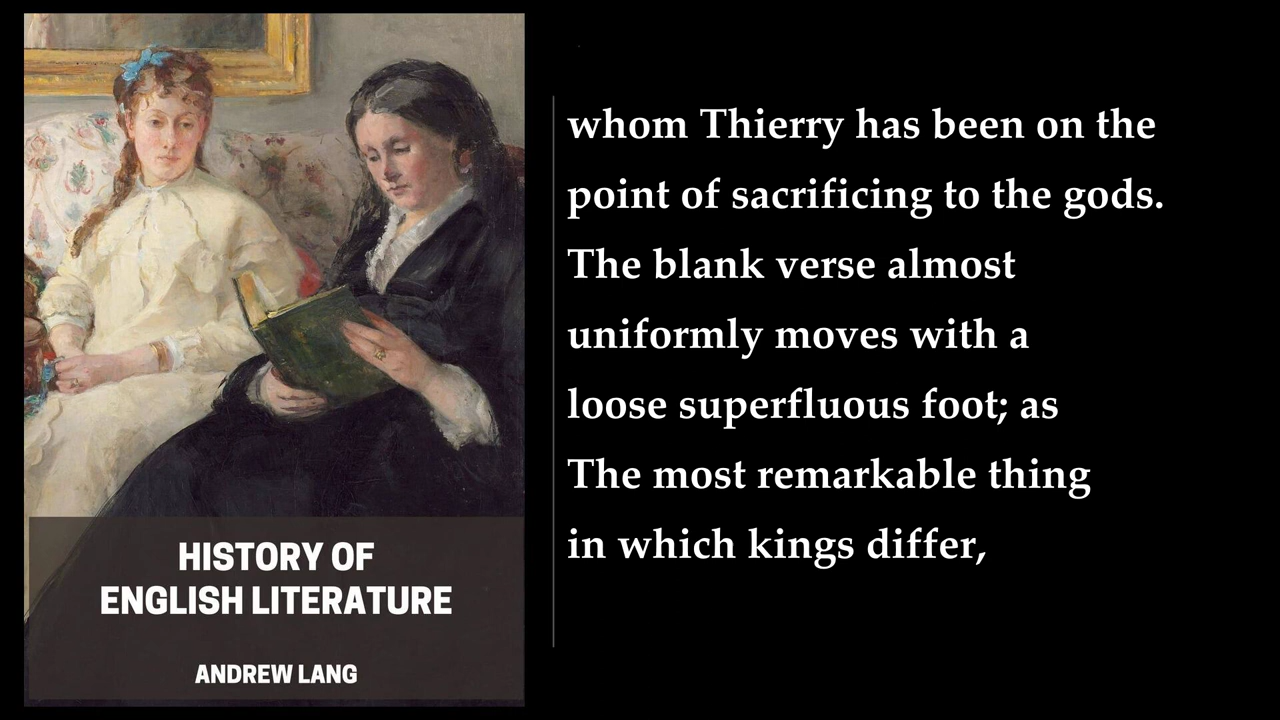 HISTORY OF
ENGLISH LITERATURE
ANDREW LANG
whom Thierry has been on the
point of sacrificing to the gods.
The blank verse almost
uniformly moves with a
loose superfluous foot; as
The most remarkable thing
in which kings differ,